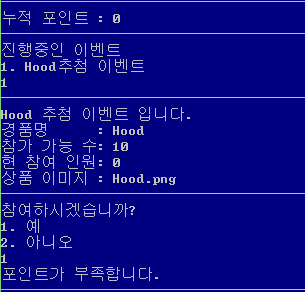 누적 포인트 : 0
진행중인 이벤트
1. Hood추첨 이벤트
1
Hood 추첨 이벤트 입니다.
경품명 : Hood
참가 가능 수: 10
현 참여 인원: 0
상품 이미지 : Hood.png
참여하시겠습니까?
1. 예
2. 아니오
1
포인트가 부족합니다.